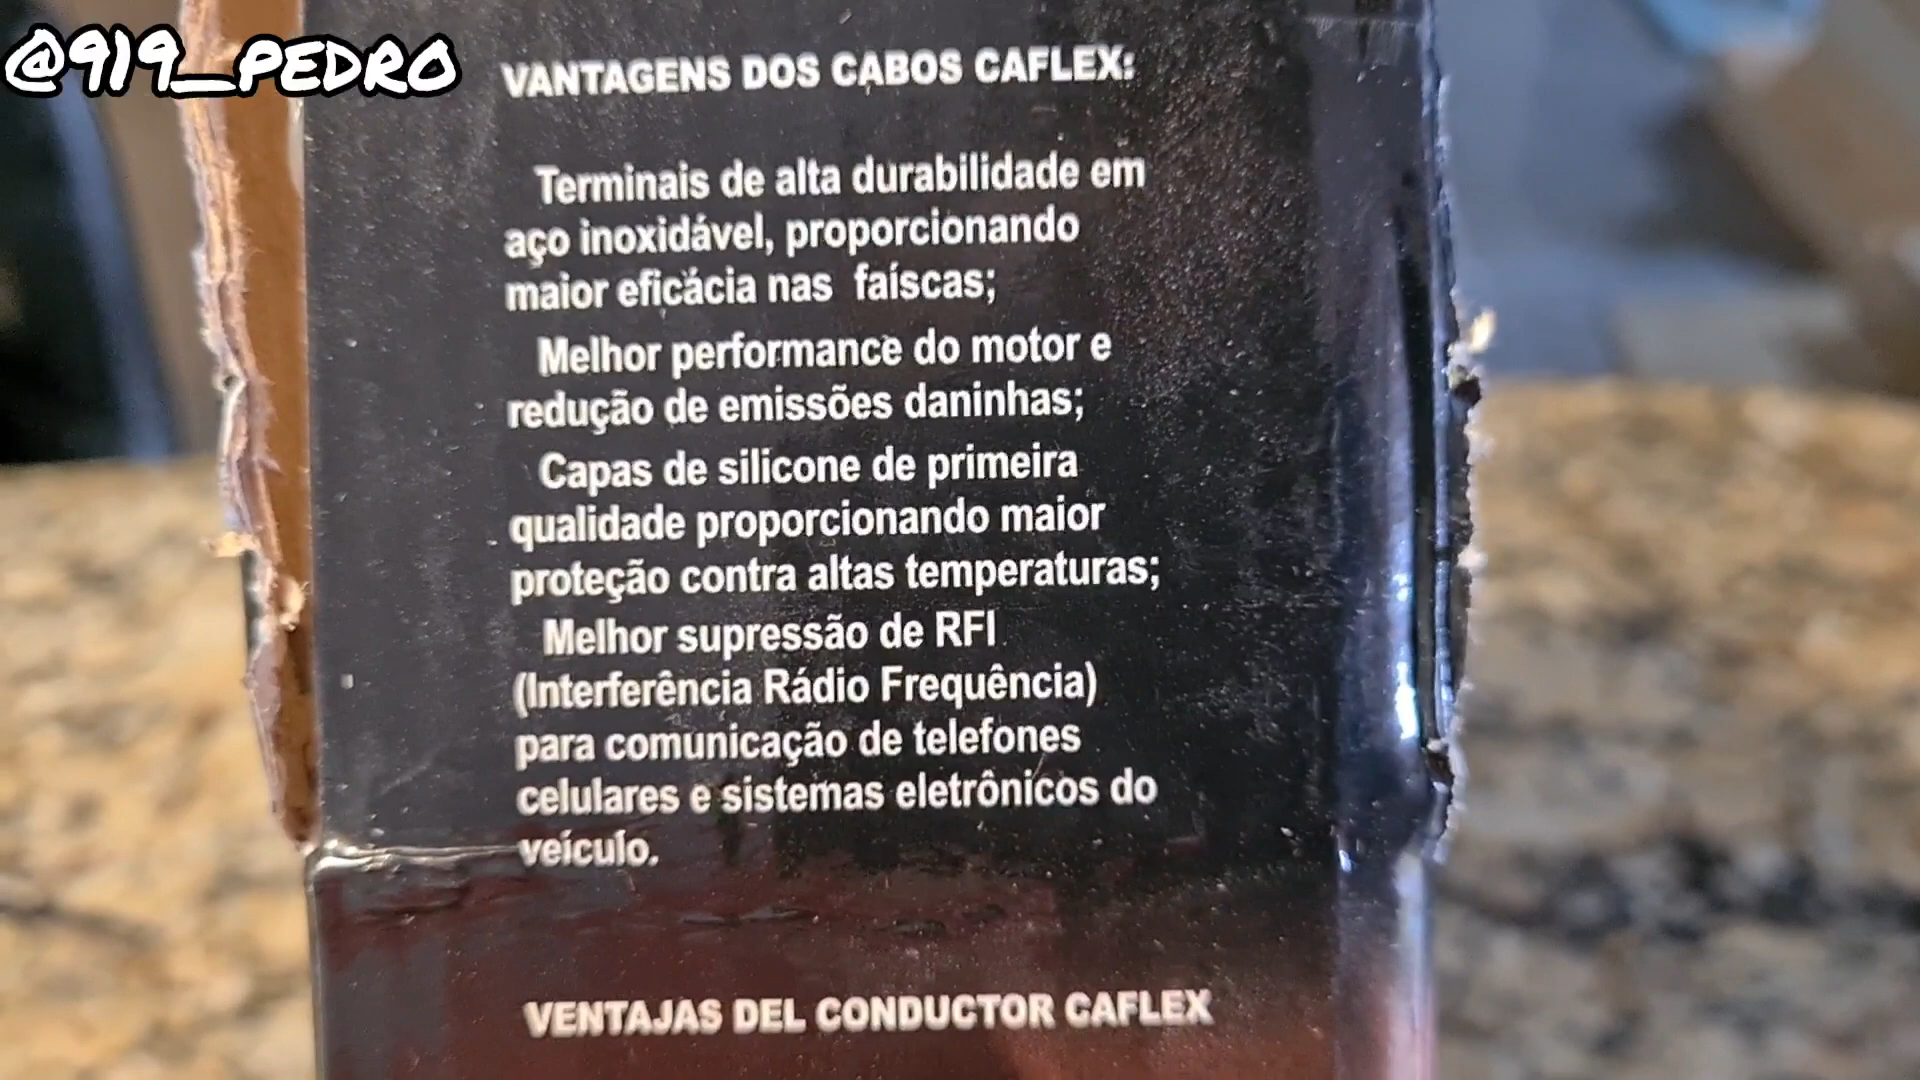 @919_PEDRO
VANTAGENS DOS CABOS CAFLEX:
Terminais de alta durabilidade em
aço inoxidável, proporcionando
maior eficácia nas faíscas;
Melhor performance do motor e
redução de emissões daninhas;
Capas de silicone de primeira
qualidade proporcionando maior
proteção contra altas temperaturas;
Melhor supressão de RFI
(Interferência Rádio Frequência)
para comunicação de telefones
celulares e sistemas eletrônicos do
veículo.
VENTAJAS DEL CONDUCTOR CAFLEX